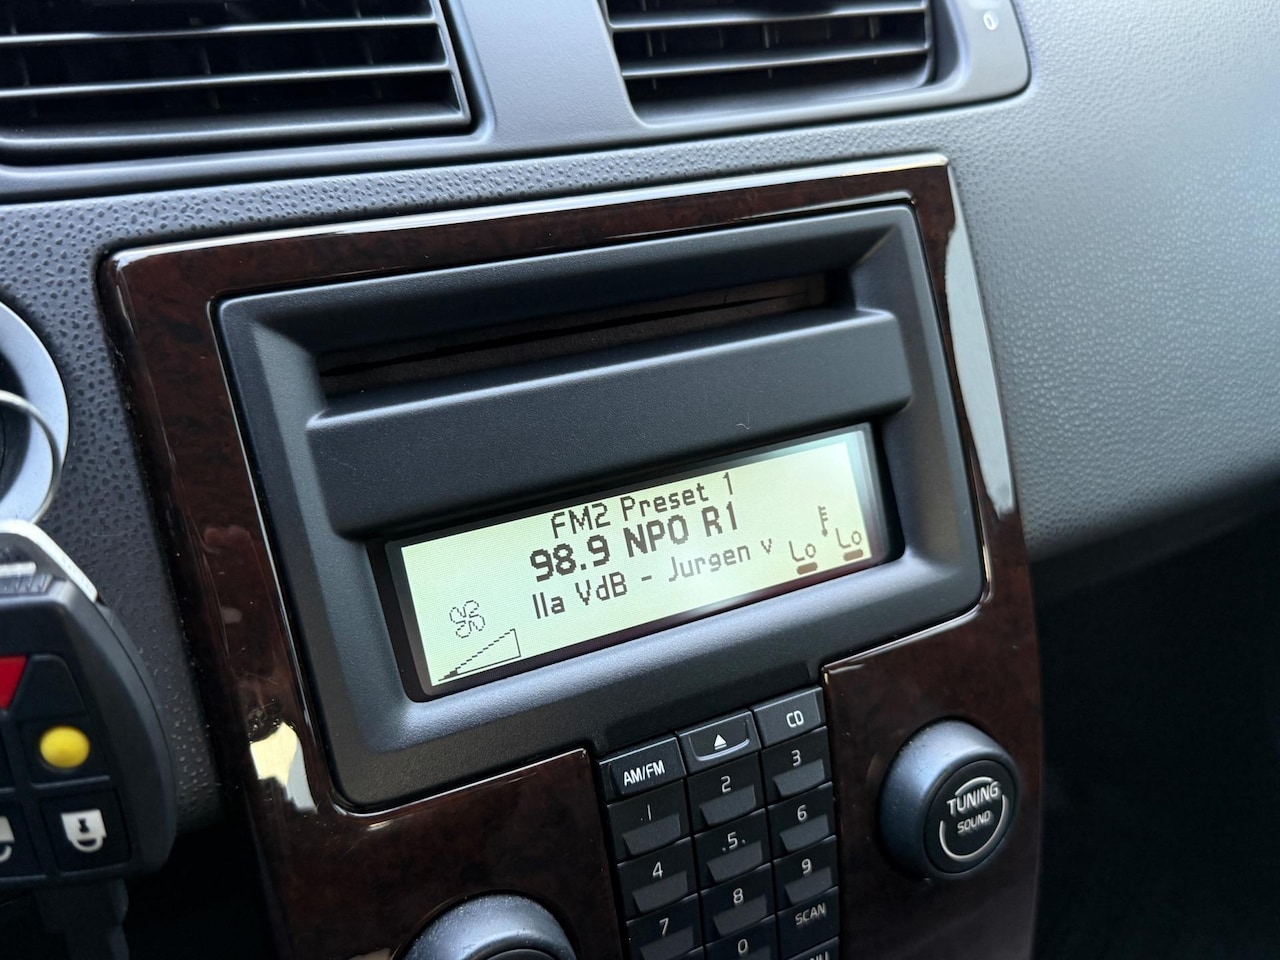 FM2 Preset 1
98.9 NPO R1
lla VdB - Jurgen v
Lo Lo
CD
AM/FM
1 2 3
4 5 6
7 8 9
0 SCAN
TUNING
SOUND